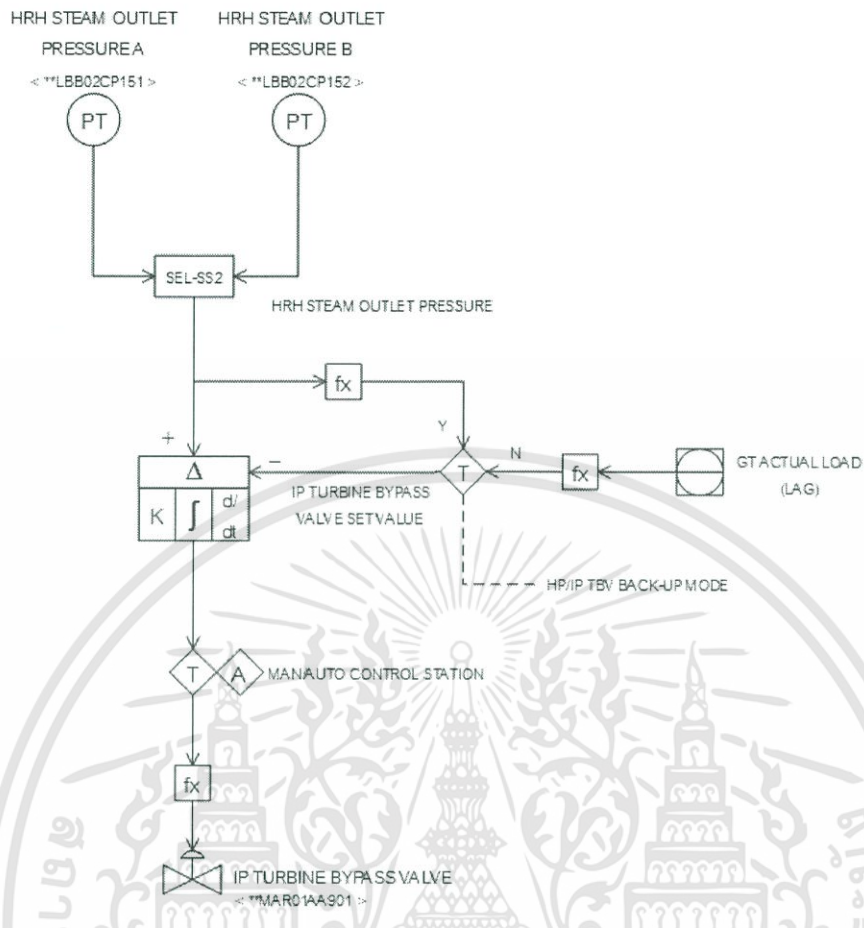 HRH STEAM OUTLET
PRESSURE A
< **LBB02CP151 >
HRH STEAM OUTLET
PRESSURE B
< **LBB02CP152 >
PT
PT
SEL-SS2
HRH STEAM OUTLET PRESSURE
fx
Y
N
+
−
Δ
K
∫
d/
dt
T
fx
GT ACTUAL LOAD
(LAG)
IP TURBINE BYPASS
VALVE SET VALUE
HP/IP TBV BACK-UP MODE
T
A
MAN/AUTO CONTROL STATION
fx
IP TURBINE BYPASS VALVE
< **MAR01AA901 >